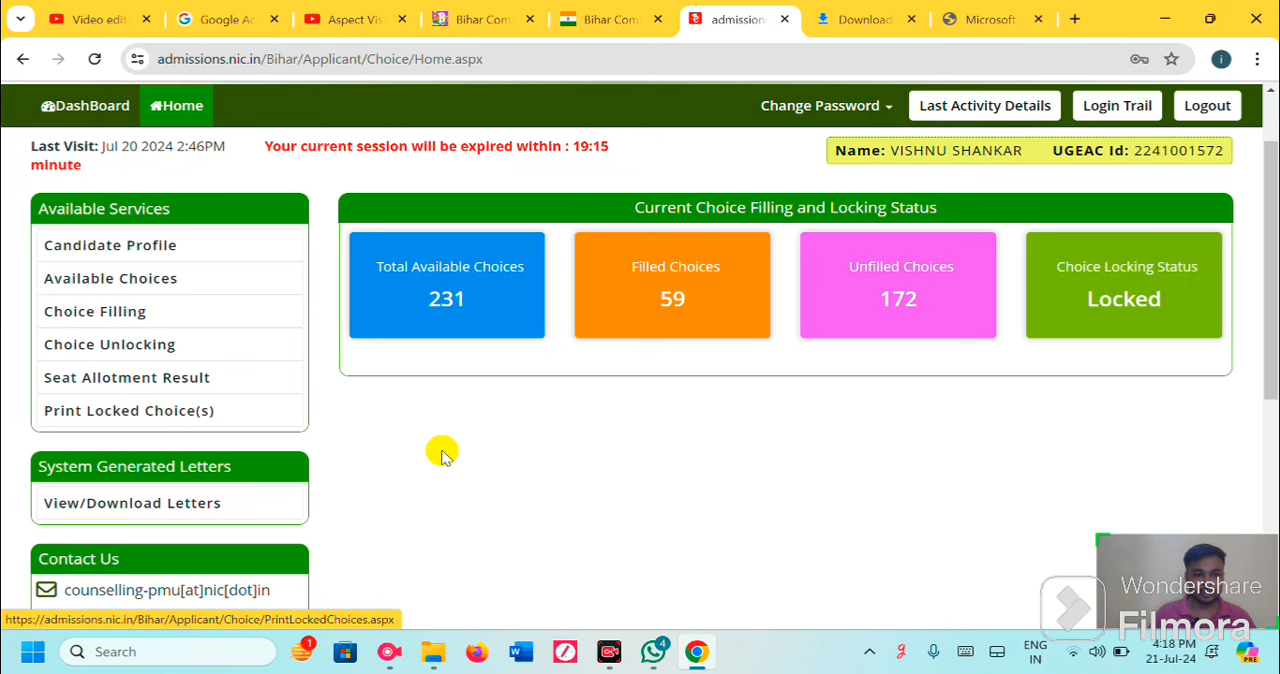 Video edit
Google Ac
Aspect Vis
Bihar Com
Bihar Com
admission
Download
Microsoft
admissions.nic.in/Bihar/Applicant/Choice/Home.aspx
i
DashBoard
Home
Change Password
Last Activity Details
Login Trail
Logout
Last Visit: Jul 20 2024 2:46PM
Your current session will be expired within : 19:15
minute
Name: VISHNU SHANKAR UGEAC Id: 2241001572
Available Services
Candidate Profile
Available Choices
Choice Filling
Choice Unlocking
Seat Allotment Result
Print Locked Choice(s)
Current Choice Filling and Locking Status
Total Available Choices
231
Filled Choices
59
Unfilled Choices
172
Choice Locking Status
Locked
System Generated Letters
View/Download Letters
Contact Us
counselling-pmu[at]nic[dot]in
https://admissions.nic.in/Bihar/Applicant/Choice/PrintLockedChoices.aspx
Wondershare
Filmora
Search
1
4
ENG
IN
4:18 PM
21-Jul-24
PRE